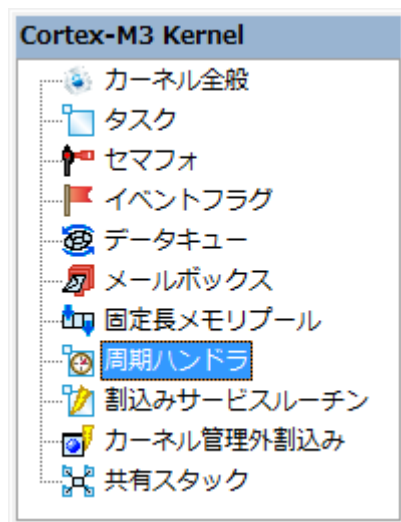 Cortex-M3 Kernel
カーネル全般
タスク
セマフォ
イベントフラグ
データキュー
メールボックス
固定長メモリプール
周期ハンドラ
割込みサービスルーチン
カーネル管理外割込み
共有スタック